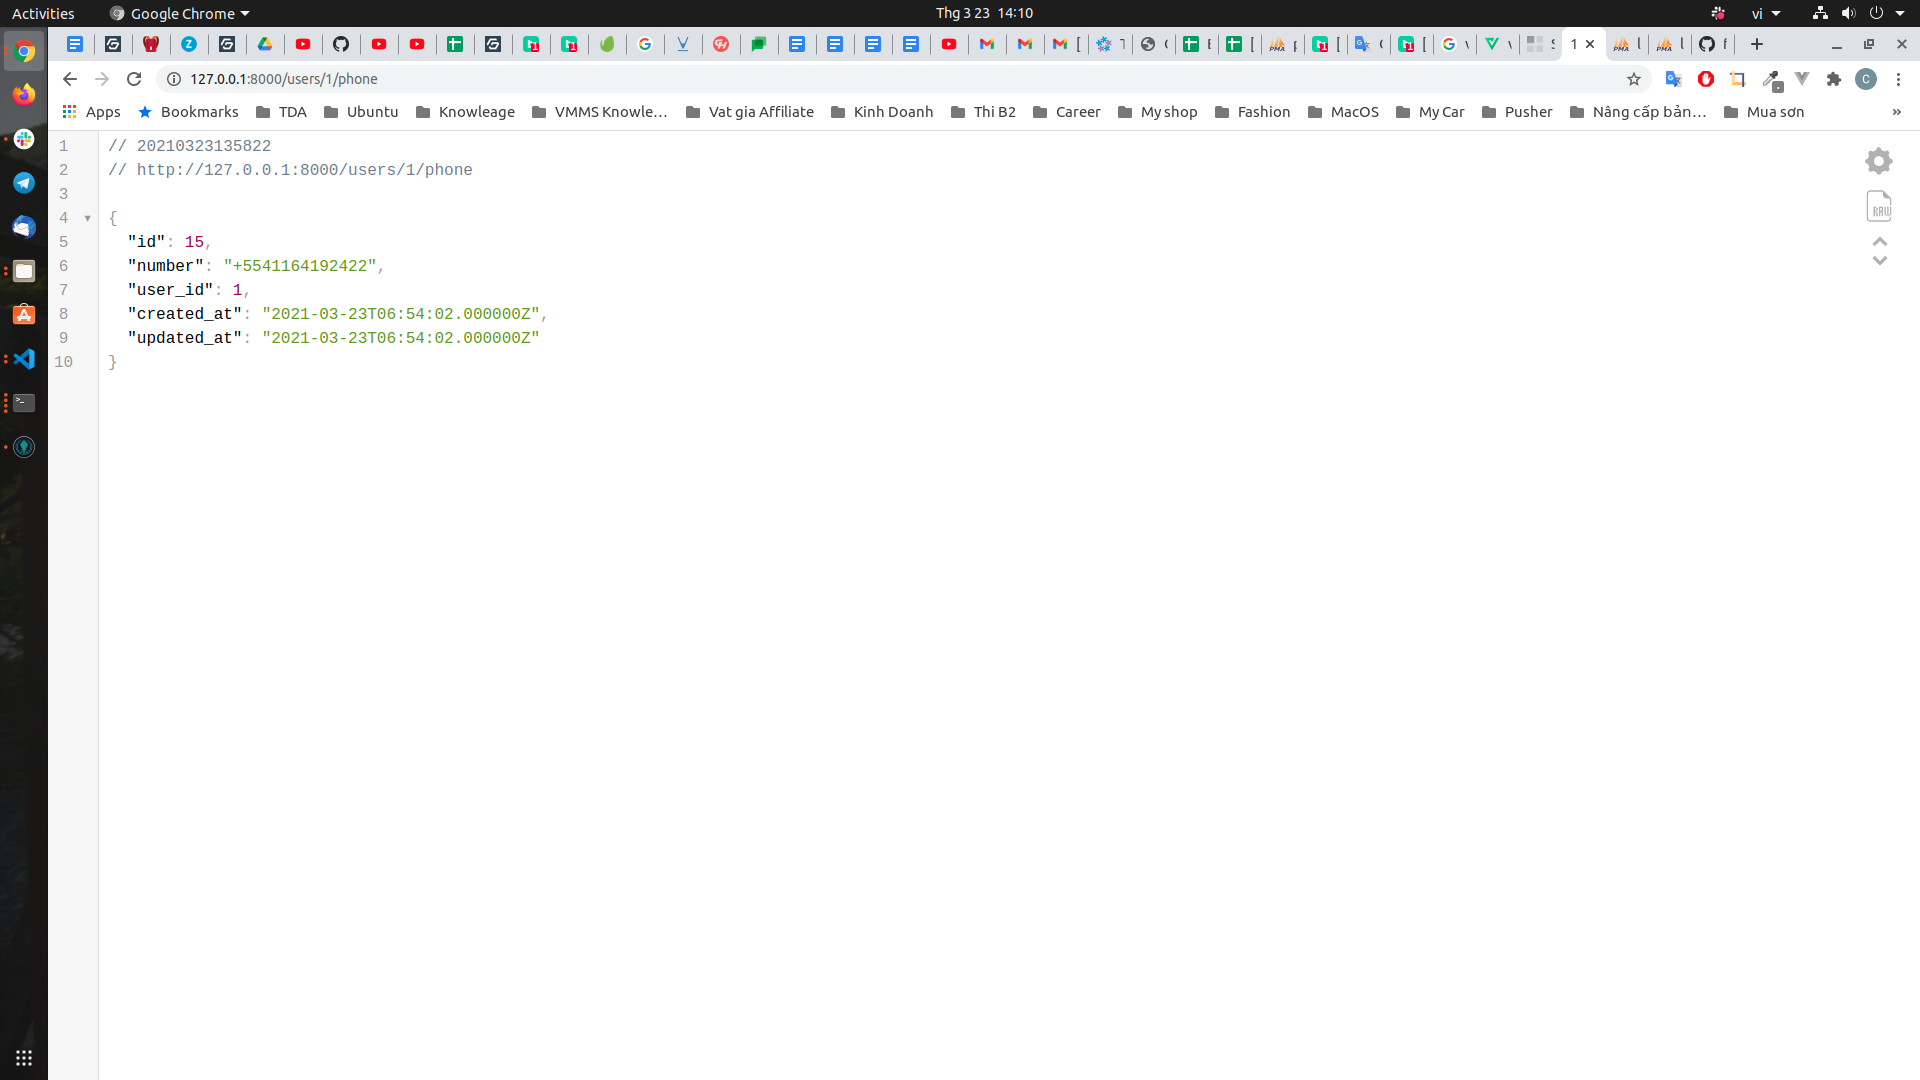 Activities
Google Chrome
Thg 3 23 14:10
vi
1
127.0.0.1:8000/users/1/phone
Apps
Bookmarks
TDA
Ubuntu
Knowleage
VMMS Knowle…
Vat gia Affiliate
Kinh Doanh
Thi B2
Career
My shop
Fashion
MacOS
My Car
Pusher
Nâng cấp bản…
Mua sơn
»
1 // 20210323135822
2 // http://127.0.0.1:8000/users/1/phone
3
4 {
5 "id": 15,
6 "number": "+5541164192422",
7 "user_id": 1,
8 "created_at": "2021-03-23T06:54:02.000000Z",
9 "updated_at": "2021-03-23T06:54:02.000000Z"
10 }
RAW
C